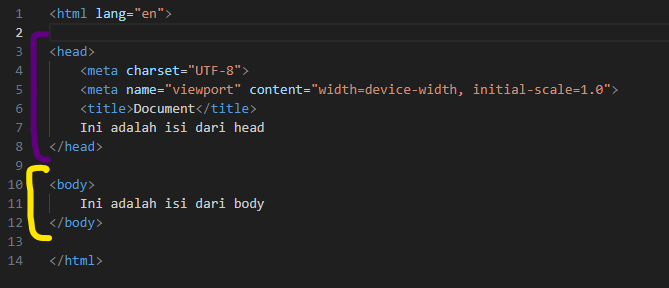 1 <html lang="en">
2
3 <head>
4 <meta charset="UTF-8">
5 <meta name="viewport" content="width=device-width, initial-scale=1.0">
6 <title>Document</title>
7 Ini adalah isi dari head
8 </head>
9
10 <body>
11 Ini adalah isi dari body
12 </body>
13
14 </html>